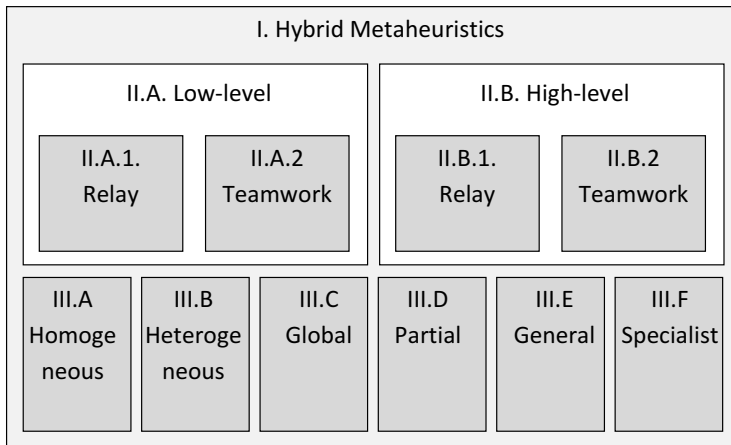 I. Hybrid Metaheuristics
II.A. Low-level
II.B. High-level
II.A.1.
Relay
II.A.2
Teamwork
II.B.1.
Relay
II.B.2
Teamwork
III.A
Homoge
neous
III.B
Heteroge
neous
III.C
Global
III.D
Partial
III.E
General
III.F
Specialist